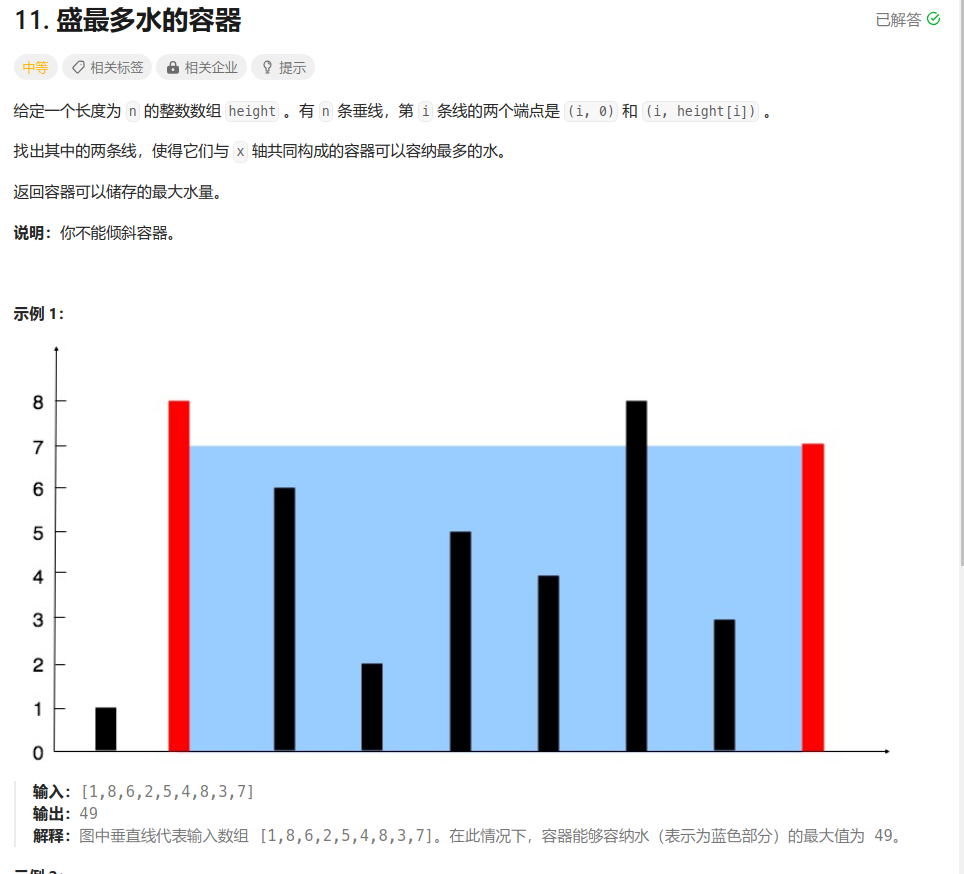 11. 盛最多水的容器
已解答
中等 相关标签 相关企业 提示
给定一个长度为 n 的整数数组 height 。有 n 条垂线，第 i 条线的两个端点是 (i, 0) 和 (i, height[i]) 。
找出其中的两条线，使得它们与 x 轴共同构成的容器可以容纳最多的水。
返回容器可以储存的最大水量。
说明：你不能倾斜容器。
示例 1：
8
7
6
5
4
3
2
1
0
输入：[1,8,6,2,5,4,8,3,7]
输出：49
解释：图中垂直线代表输入数组 [1,8,6,2,5,4,8,3,7]。在此情况下，容器能够容纳水（表示为蓝色部分）的最大值为 49。